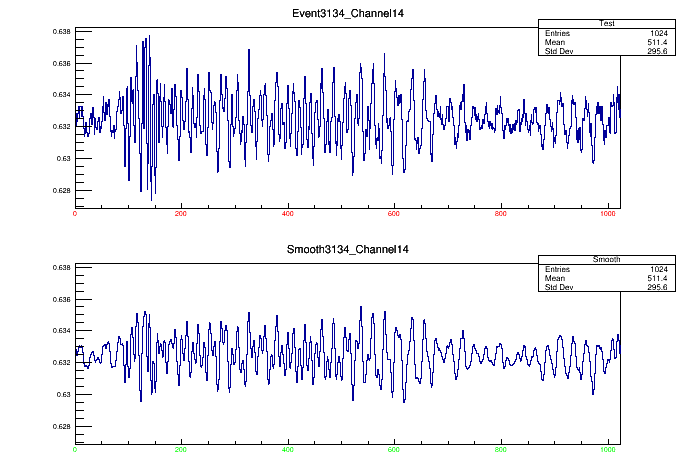 Event3134_Channel14
Test
Entries 1024
Mean 511.4
Std Dev 295.6
0.638
0.636
0.634
0.632
0.63
0.628
0 200 400 600 800 1000
Smooth3134_Channel14
Smooth
Entries 1024
Mean 511.4
Std Dev 295.6
0.638
0.636
0.634
0.632
0.63
0.628
0 200 400 600 800 1000